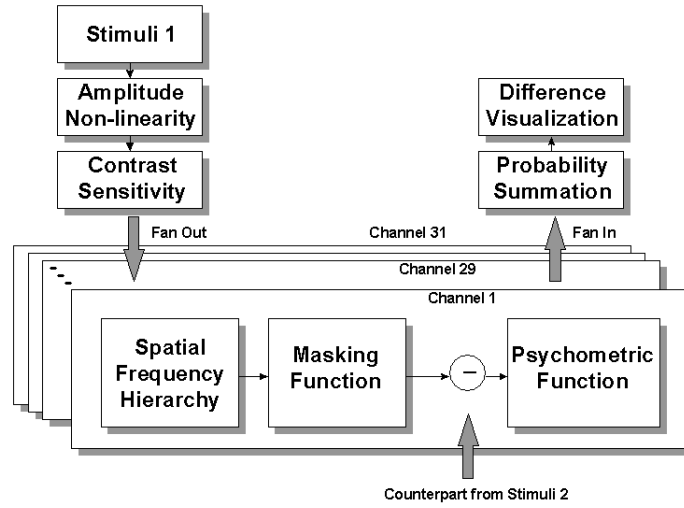 Stimuli 1
Amplitude
Non-linearity
Contrast
Sensitivity
Difference
Visualization
Probability
Summation
Fan Out
Channel 31
Fan In
Channel 29
Channel 1
Spatial
Frequency
Hierarchy
Masking
Function
−
Psychometric
Function
Counterpart from Stimuli 2